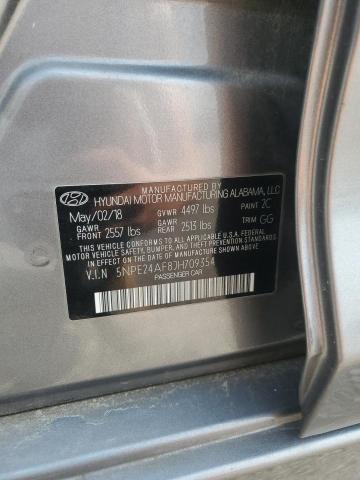 MANUFACTURED BY
HYUNDAI MOTOR MANUFACTURING ALABAMA, LLC
May/02/18 GVWR 4497 lbs PAINT 2C
GAWR FRONT 2557 lbs GAWR REAR 2513 lbs TRIM GG
THIS VEHICLE CONFORMS TO ALL APPLICABLE U.S.A. FEDERAL
MOTOR VEHICLE SAFETY, BUMPER, AND THEFT PREVENTION STANDARDS
IN EFFECT ON THE DATE OF MANUFACTURE SHOWN ABOVE.
V.I.N 5NPE24AF8JH709354
PASSENGER CAR